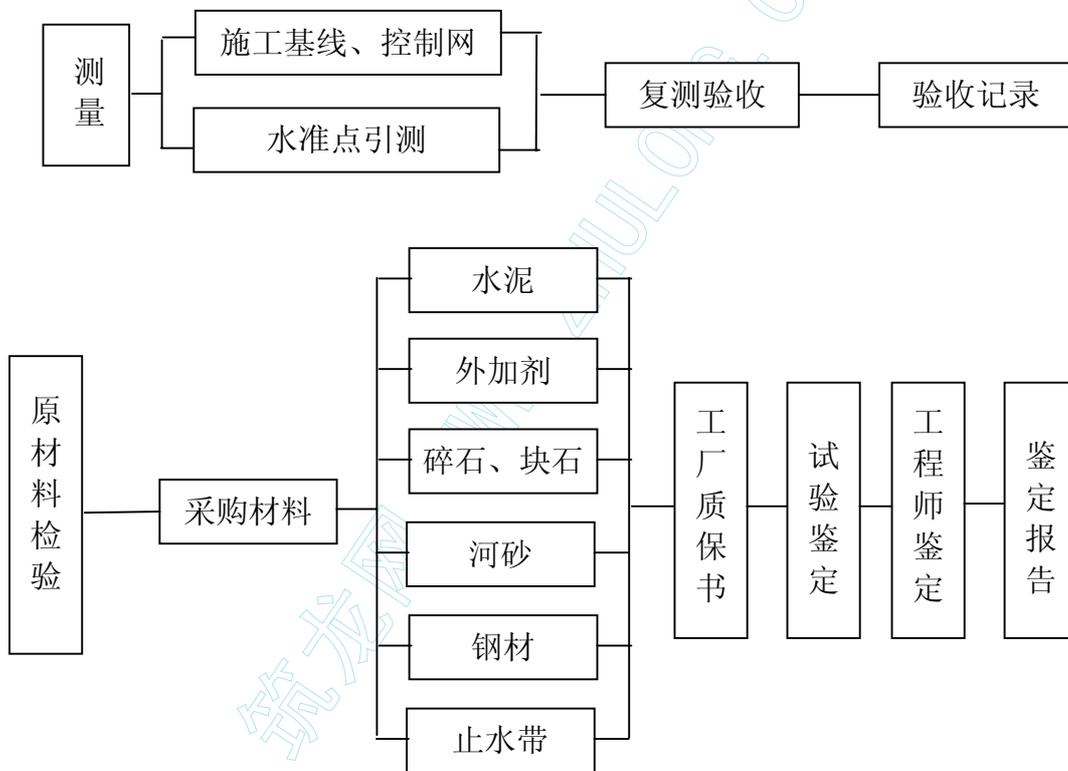 测量
施工基线、控制网
水准点引测
复测验收
验收记录
原材料检验
采购材料
水泥
外加剂
碎石、块石
河砂
钢材
止水带
工厂质保书
试验鉴定
工程师鉴定
鉴定报告
筑龙网